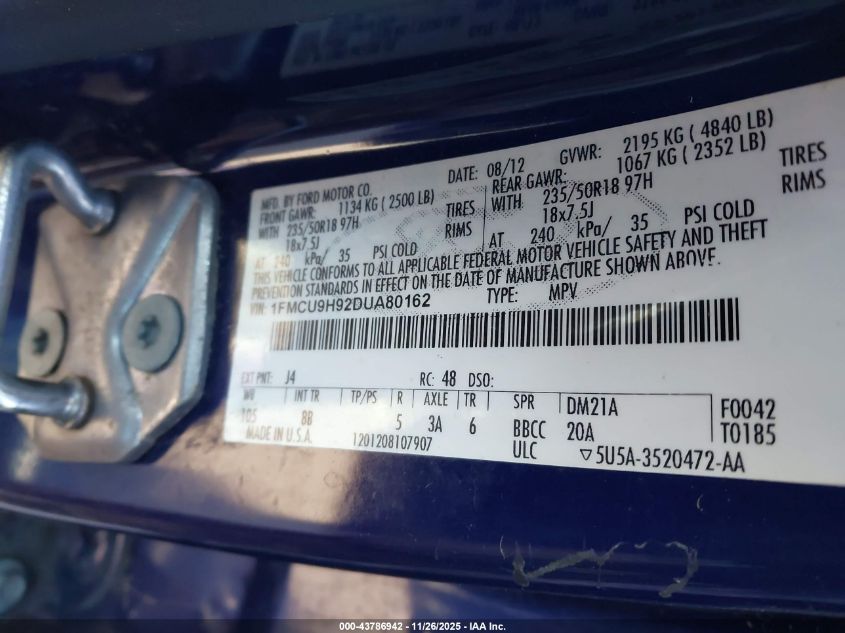 MFD. BY FORD MOTOR CO.
DATE: 08/12 GVWR: 2195 KG ( 4840 LB)
FRONT GAWR: 1134 KG ( 2500 LB)
REAR GAWR: 1067 KG ( 2352 LB)
WITH 235/50R18 97H TIRES
WITH 235/50R18 97H TIRES
18x7.5J RIMS
18x7.5J RIMS
AT 240 kPa/ 35 PSI COLD
AT 240 kPa/ 35 PSI COLD
THIS VEHICLE CONFORMS TO ALL APPLICABLE FEDERAL MOTOR VEHICLE SAFETY AND THEFT
PREVENTION STANDARDS IN EFFECT ON THE DATE OF MANUFACTURE SHOWN ABOVE.
VIN: 1FMCU9H92DUA80162 TYPE: MPV
EXT PNT: J4 RC: 48 DSO:
WB INT TR TP/PS R AXLE TR SPR DM21A F0042
105 8B 5 3A 6 BBCC 20A T0185
MADE IN U.S.A. 1201208107907 ULC ▽5U5A-3520472-AA
000-43786942 - 11/26/2025 - IAA Inc.